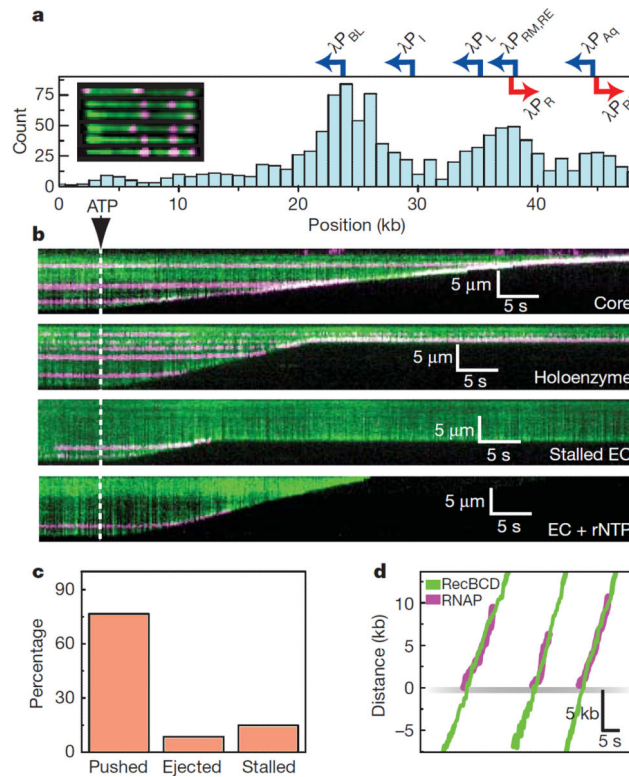 a
λP_BL λP_I λP_L λP_RM,RE λP_Aq
λP_R λP_R
Count
75
50
25
0
0 10 20 30 40
Position (kb)
ATP
b
5 μm
5 s
Core
5 μm
5 s
Holoenzyme
5 μm
5 s
Stalled EC
5 μm
5 s
EC + rNTP
c
Percentage
90
75
30
0
Pushed Ejected Stalled
d
RecBCD
RNAP
Distance (kb)
10
5
0
−5
5 kb
5 s